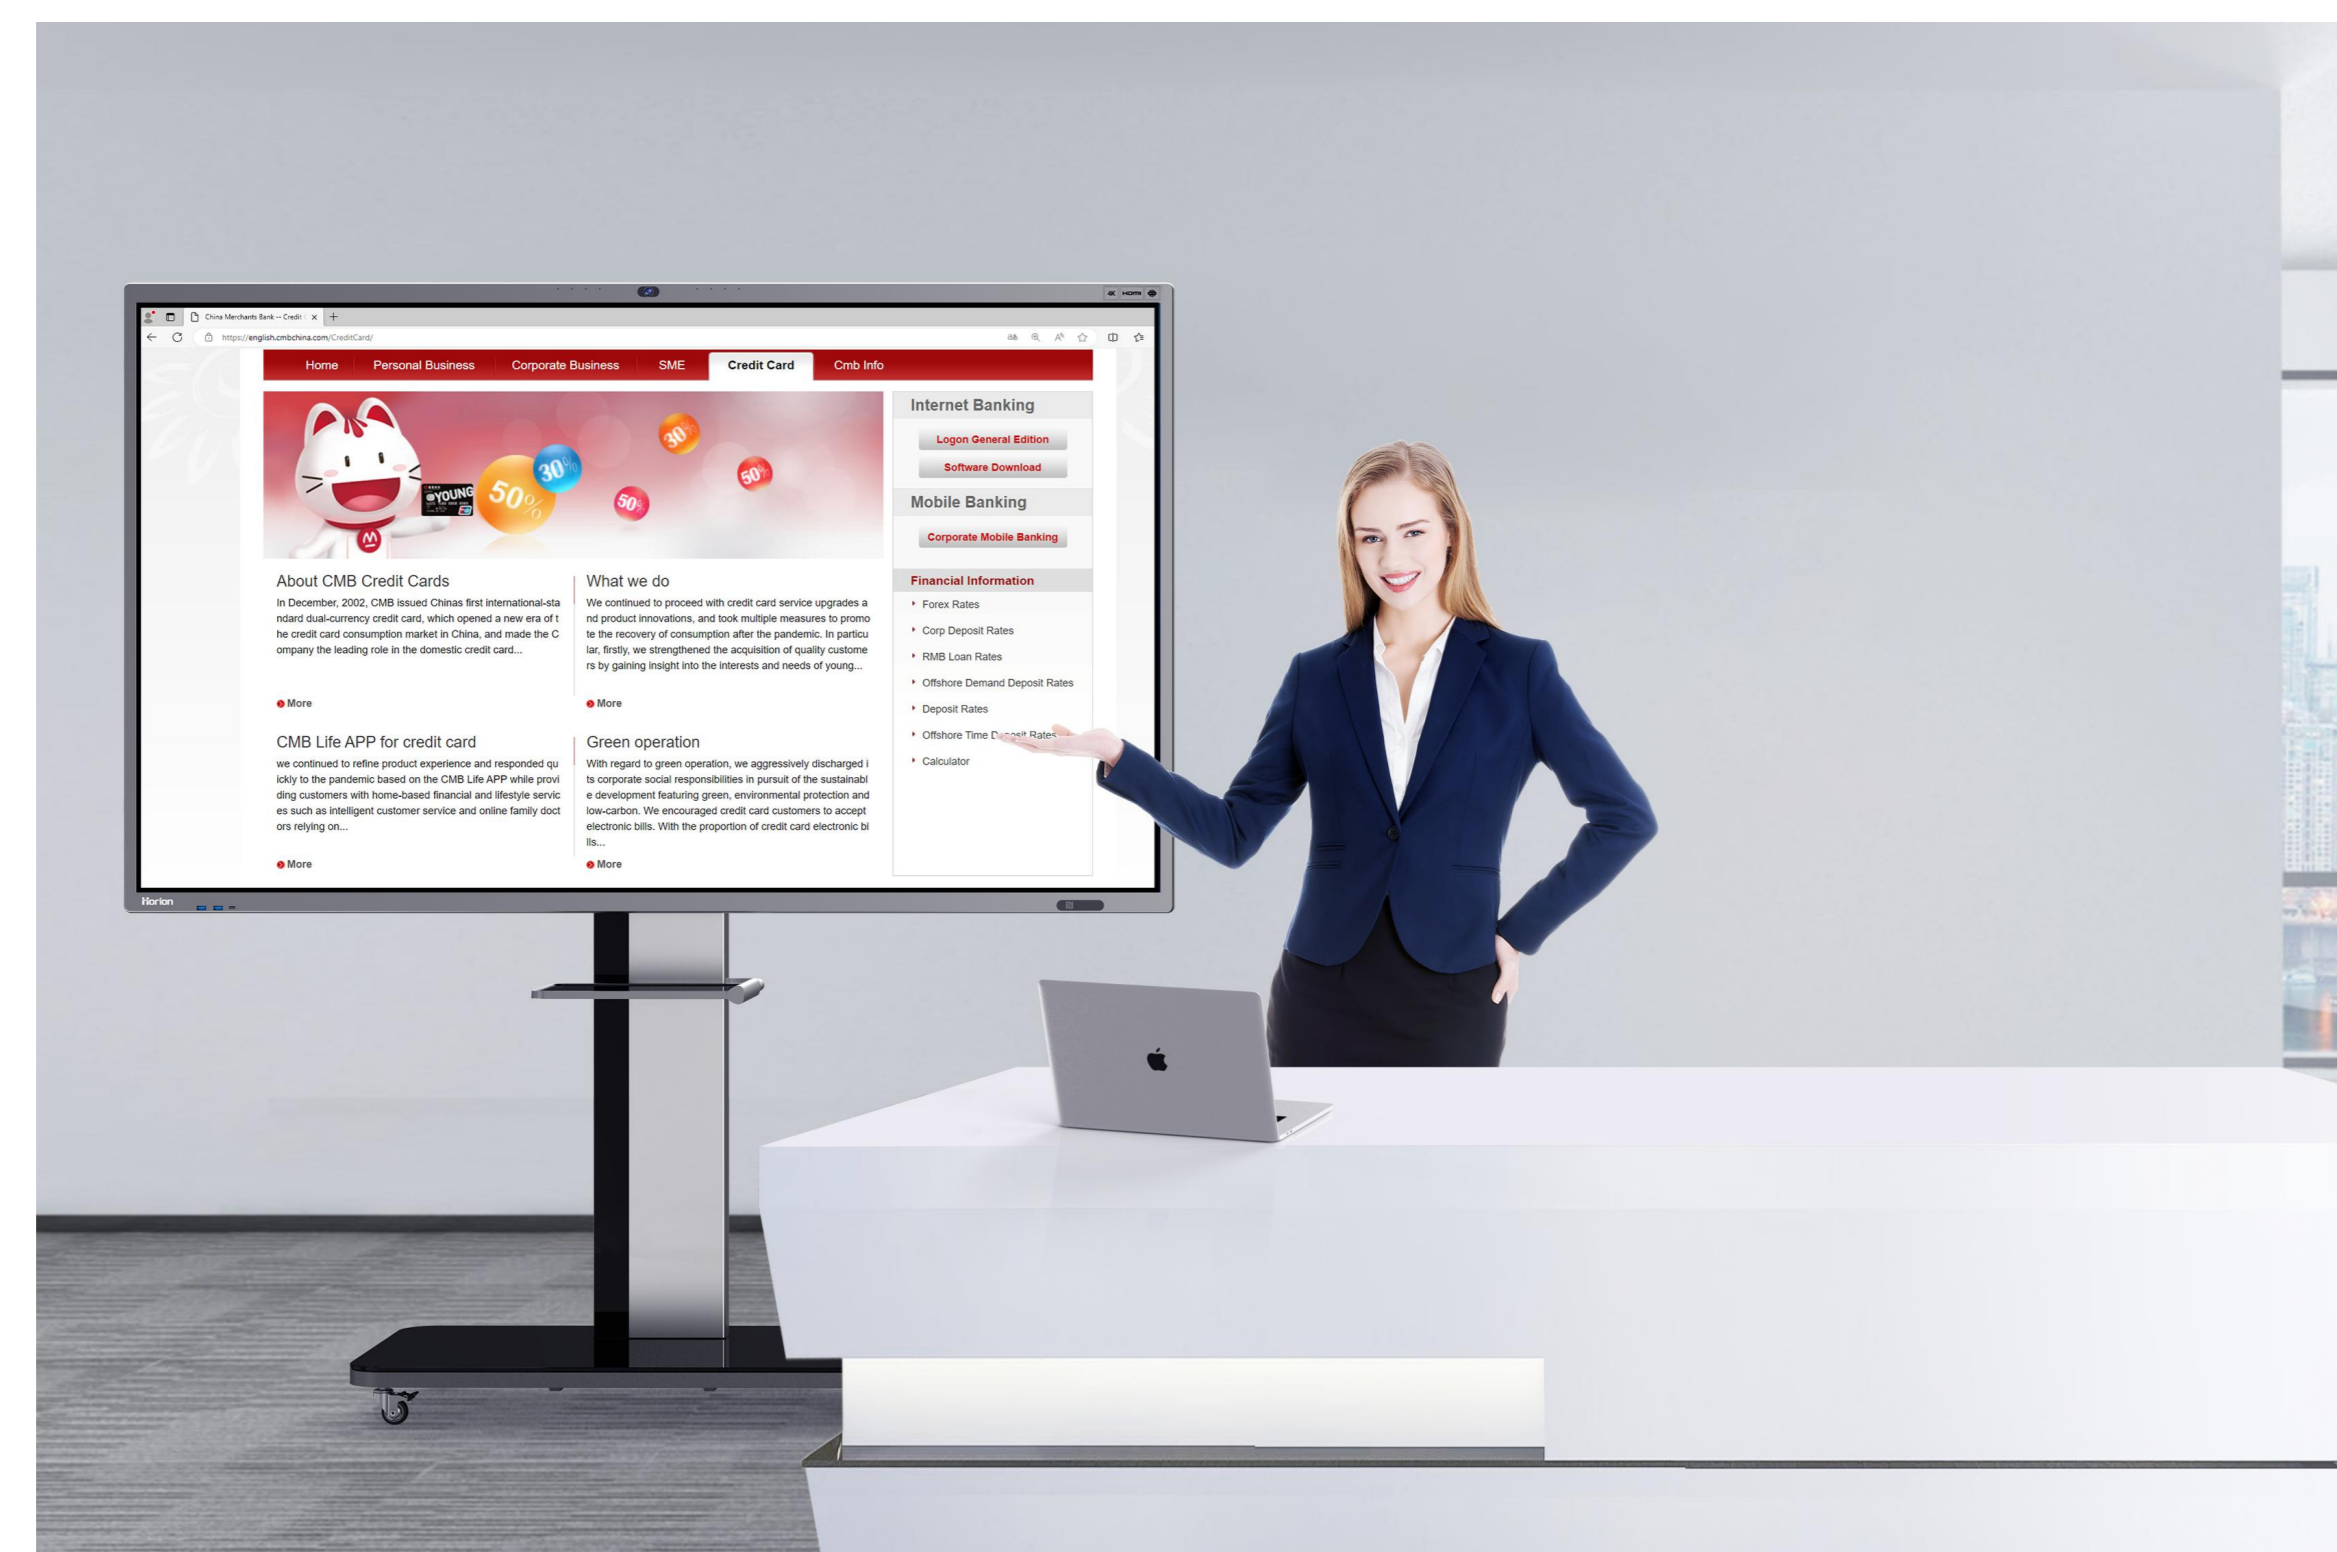 4K HDMI
China Merchants Bank -- Credit
https://english.cmbchina.com/CreditCard/
Home Personal Business Corporate Business SME Credit Card Cmb Info
YOUNG
50%
30%
30%
50%
50%
Internet Banking
Logon General Edition
Software Download
Mobile Banking
Corporate Mobile Banking
Financial Information
Forex Rates
Corp Deposit Rates
RMB Loan Rates
Offshore Demand Deposit Rates
Deposit Rates
Offshore Time Deposit Rates
Calculator
About CMB Credit Cards
In December, 2002, CMB issued Chinas first international-sta
ndard dual-currency credit card, which opened a new era of t
he credit card consumption market in China, and made the C
ompany the leading role in the domestic credit card...
More
What we do
We continued to proceed with credit card service upgrades a
nd product innovations, and took multiple measures to promo
te the recovery of consumption after the pandemic. In particu
lar, firstly, we strengthened the acquisition of quality custome
rs by gaining insight into the interests and needs of young...
More
CMB Life APP for credit card
we continued to refine product experience and responded qu
ickly to the pandemic based on the CMB Life APP while provi
ding customers with home-based financial and lifestyle servic
es such as intelligent customer service and online family doct
ors relying on...
More
Green operation
With regard to green operation, we aggressively discharged i
ts corporate social responsibilities in pursuit of the sustainabl
e development featuring green, environmental protection and
low-carbon. We encouraged credit card customers to accept
electronic bills. With the proportion of credit card electronic bi
lls...
More
Horion